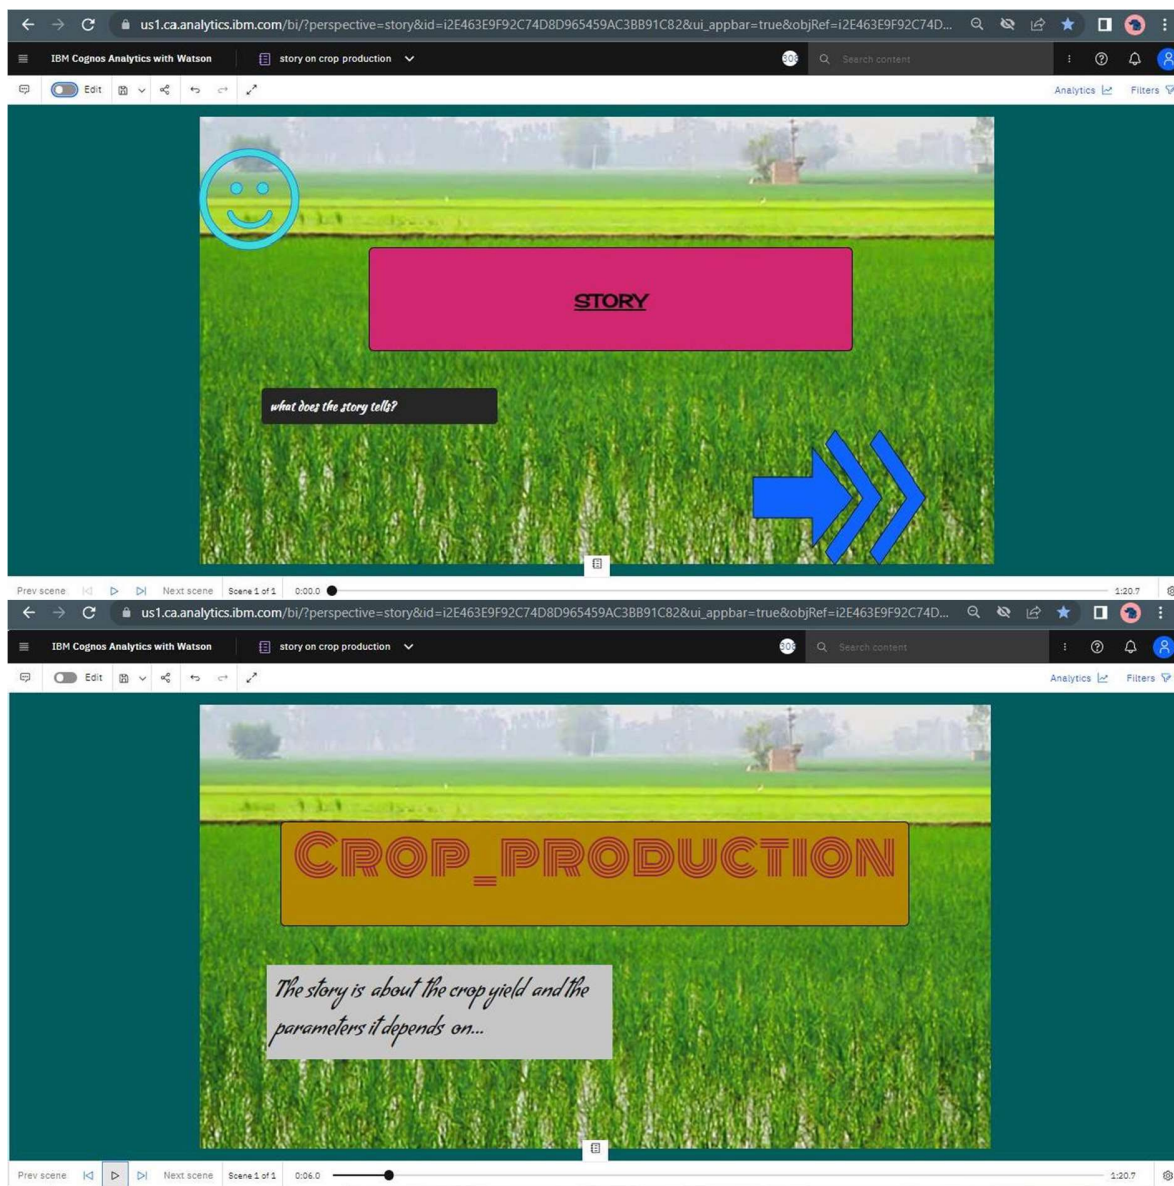 us1.ca.analytics.ibm.com/bi/?perspective=story&id=i2E463E9F92C74D8D965459AC3BB91C82&ui_appbar=true&objRef=i2E463E9F92C74D...
IBM Cognos Analytics with Watson story on crop production Search content
Edit Analytics Filters
STORY
what does the story tells?
Prev scene Next scene Scene 1 of 1 0:00.0 1:20.7
us1.ca.analytics.ibm.com/bi/?perspective=story&id=i2E463E9F92C74D8D965459AC3BB91C82&ui_appbar=true&objRef=i2E463E9F92C74D...
IBM Cognos Analytics with Watson story on crop production Search content
Edit Analytics Filters
Crop_production
The story is about the crop yield and the
parameters it depends on...
Prev scene Next scene Scene 1 of 1 0:06.0 1:20.7